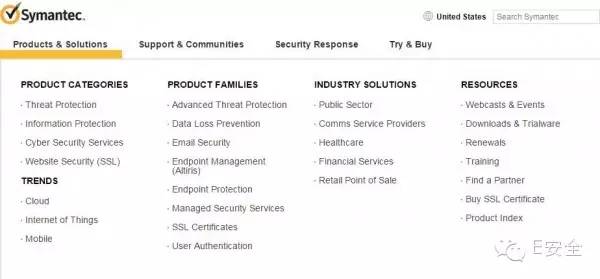 Symantec.
United States
Search Symantec
Products & Solutions
Support & Communities
Security Response
Try & Buy
PRODUCT CATEGORIES
· Threat Protection
· Information Protection
· Cyber Security Services
· Website Security (SSL)
TRENDS
· Cloud
· Internet of Things
· Mobile
PRODUCT FAMILIES
· Advanced Threat Protection
· Data Loss Prevention
· Email Security
· Endpoint Management
(Altiris)
· Endpoint Protection
· Managed Security Services
· SSL Certificates
· User Authentication
INDUSTRY SOLUTIONS
· Public Sector
· Comms Service Providers
· Healthcare
· Financial Services
· Retail Point of Sale
RESOURCES
· Webcasts & Events
· Downloads & Trialware
· Renewals
· Training
· Find a Partner
· Buy SSL Certificate
· Product Index
E安全